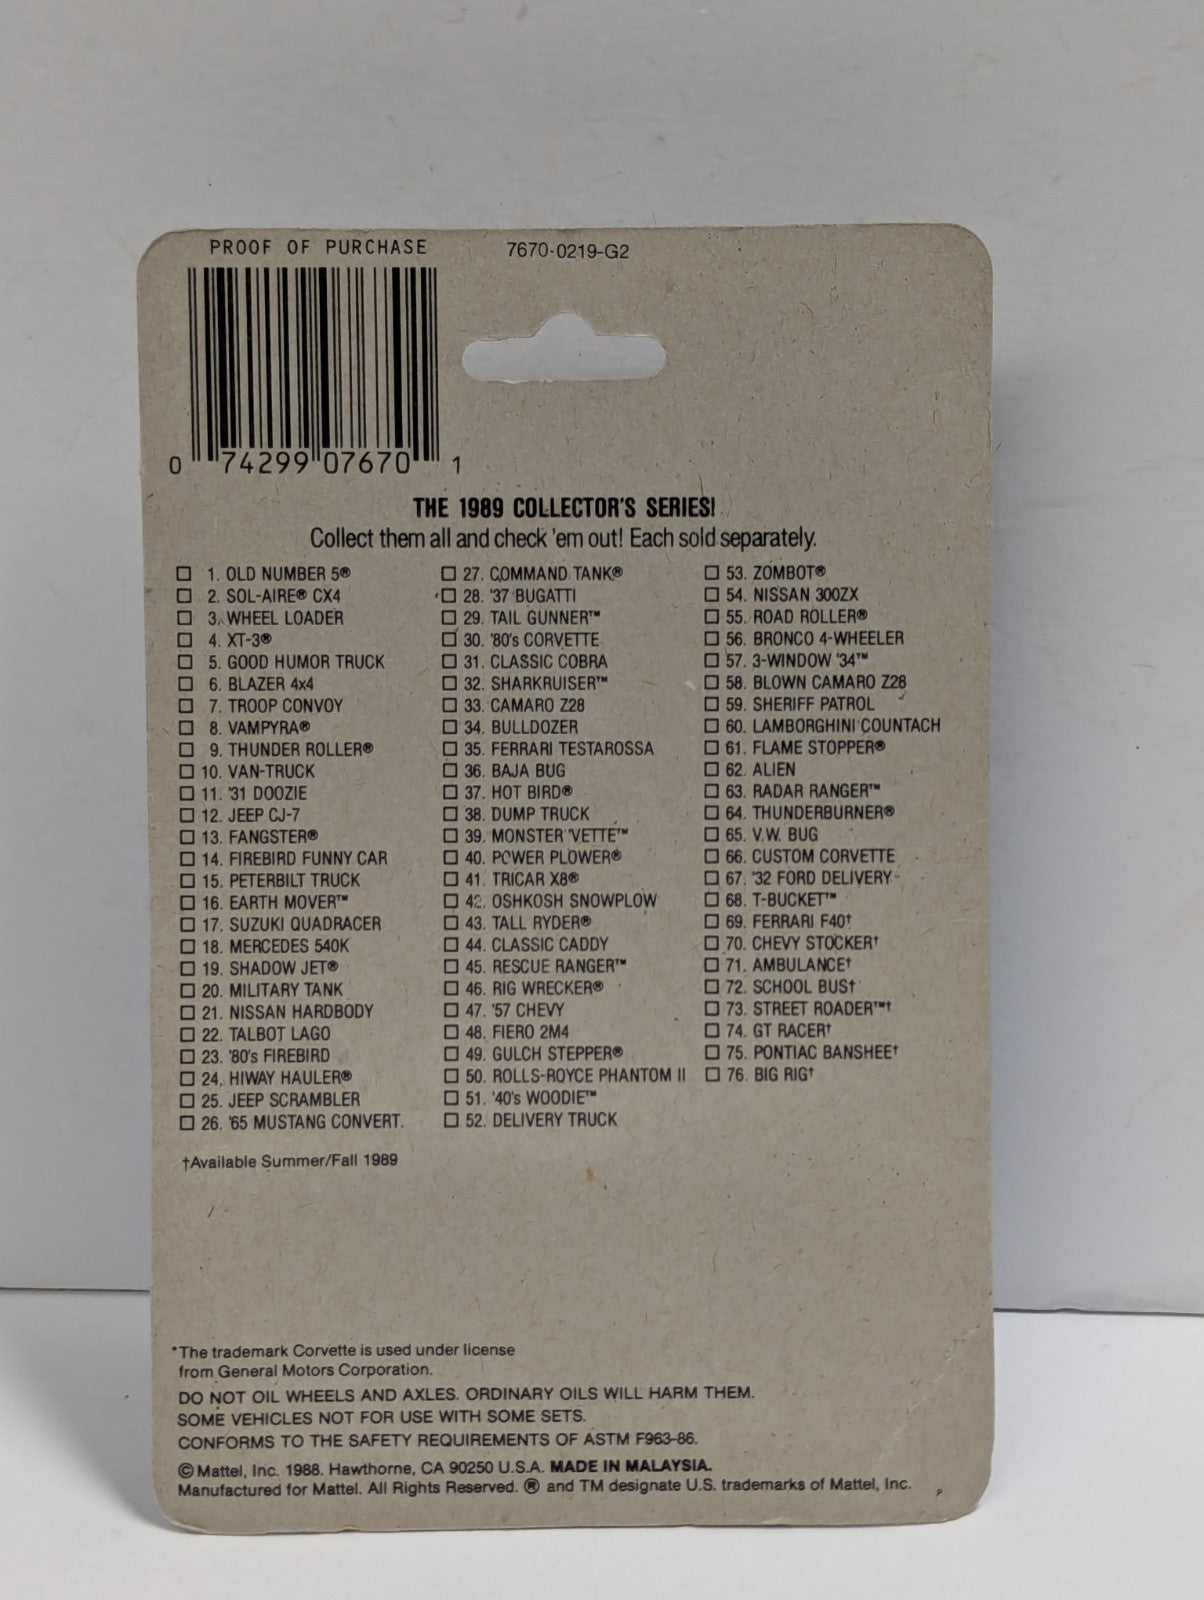 PROOF OF PURCHASE
7670-0219-G2
0 74299 07670 1
THE 1989 COLLECTOR'S SERIES!
Collect them all and check 'em out! Each sold separately.
1. OLD NUMBER 5®
2. SOL-AIRE® CX4
3. WHEEL LOADER
4. XT-3®
5. GOOD HUMOR TRUCK
6. BLAZER 4x4
7. TROOP CONVOY
8. VAMPYRA®
9. THUNDER ROLLER®
10. VAN-TRUCK
11. '31 DOOZIE
12. JEEP CJ-7
13. FANGSTER®
14. FIREBIRD FUNNY CAR
15. PETERBILT TRUCK
16. EARTH MOVER™
17. SUZUKI QUADRACER
18. MERCEDES 540K
19. SHADOW JET®
20. MILITARY TANK
21. NISSAN HARDBODY
22. TALBOT LAGO
23. '80's FIREBIRD
24. HIWAY HAULER®
25. JEEP SCRAMBLER
26. '65 MUSTANG CONVERT.
27. COMMAND TANK®
28. '37 BUGATTI
29. TAIL GUNNER™
30. '80's CORVETTE
31. CLASSIC COBRA
32. SHARKRUISER™
33. CAMARO Z28
34. BULLDOZER
35. FERRARI TESTAROSSA
36. BAJA BUG
37. HOT BIRD®
38. DUMP TRUCK
39. MONSTER 'VETTE™
40. POWER PLOWER®
41. TRICAR X8®
42. OSHKOSH SNOWPLOW
43. TALL RYDER®
44. CLASSIC CADDY
45. RESCUE RANGER™
46. RIG WRECKER®
47. '57 CHEVY
48. FIERO 2M4
49. GULCH STEPPER®
50. ROLLS-ROYCE PHANTOM II
51. '40's WOODIE™
52. DELIVERY TRUCK
53. ZOMBOT®
54. NISSAN 300ZX
55. ROAD ROLLER®
56. BRONCO 4-WHEELER
57. 3-WINDOW '34™
58. BLOWN CAMARO Z28
59. SHERIFF PATROL
60. LAMBORGHINI COUNTACH
61. FLAME STOPPER®
62. ALIEN
63. RADAR RANGER™
64. THUNDERBURNER®
65. V.W. BUG
66. CUSTOM CORVETTE
67. '32 FORD DELIVERY
68. T-BUCKET™
69. FERRARI F40†
70. CHEVY STOCKER†
71. AMBULANCE†
72. SCHOOL BUS†
73. STREET ROADER™†
74. GT RACER†
75. PONTIAC BANSHEE†
76. BIG RIG†
†Available Summer/Fall 1989
*The trademark Corvette is used under license
from General Motors Corporation.
DO NOT OIL WHEELS AND AXLES. ORDINARY OILS WILL HARM THEM.
SOME VEHICLES NOT FOR USE WITH SOME SETS.
CONFORMS TO THE SAFETY REQUIREMENTS OF ASTM F963-86.
© Mattel, Inc. 1988. Hawthorne, CA 90250 U.S.A. MADE IN MALAYSIA.
Manufactured for Mattel. All Rights Reserved. ® and TM designate U.S. trademarks of Mattel, Inc.